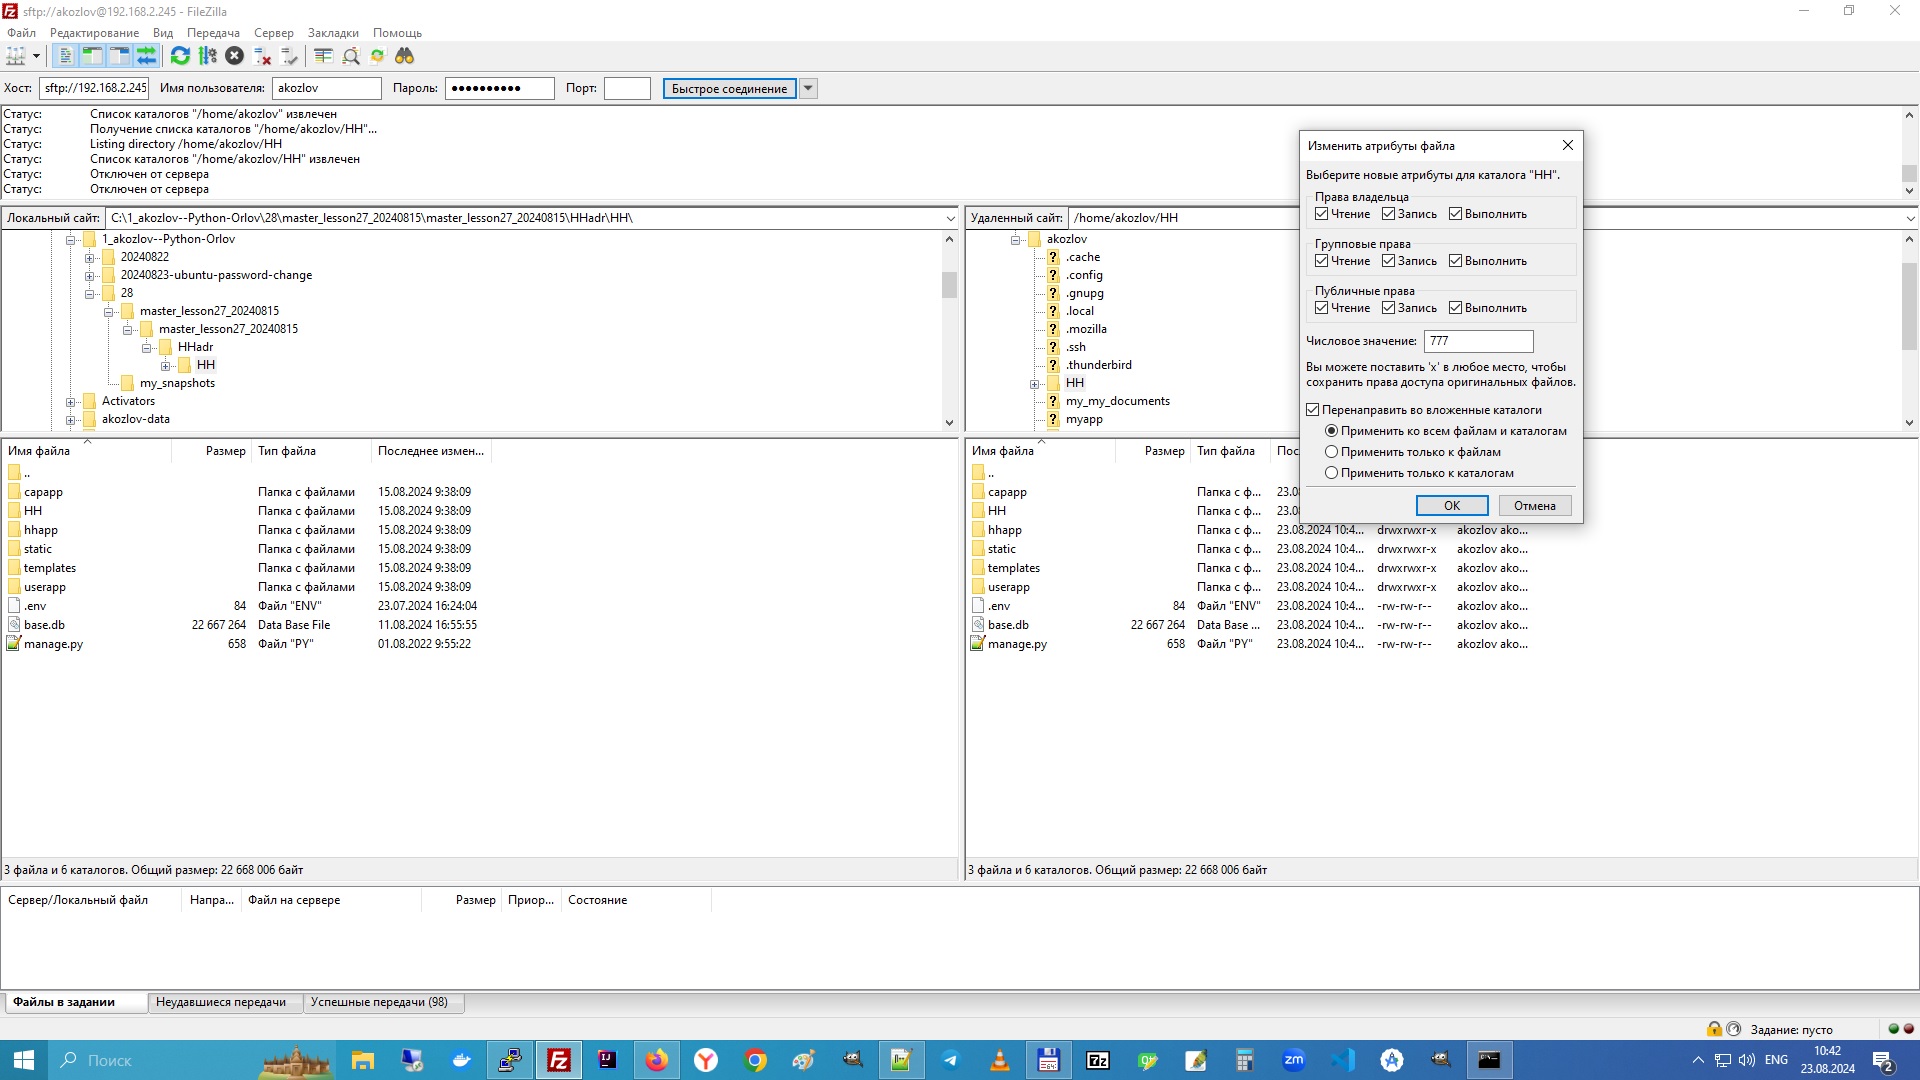 sftp://akozlov@192.168.2.245 - FileZilla
Файл Редактирование Вид Передача Сервер Закладки Помощь
Хост: sftp://192.168.2.245 Имя пользователя: akozlov Пароль: ●●●●●●●●●● Порт: Быстрое соединение
Статус: Список каталогов "/home/akozlov" извлечен
Статус: Получение списка каталогов "/home/akozlov/HH"...
Статус: Listing directory /home/akozlov/HH
Статус: Список каталогов "/home/akozlov/HH" извлечен
Статус: Отключен от сервера
Статус: Отключен от сервера
Локальный сайт: C:\1_akozlov--Python-Orlov\28\master_lesson27_20240815\master_lesson27_20240815\HHadr\HH\
1_akozlov--Python-Orlov
20240822
20240823-ubuntu-password-change
28
master_lesson27_20240815
master_lesson27_20240815
HHadr
HH
my_snapshots
Activators
akozlov-data
Имя файла Размер Тип файла Последнее измен...
..
capapp Папка с файлами 15.08.2024 9:38:09
HH Папка с файлами 15.08.2024 9:38:09
hhapp Папка с файлами 15.08.2024 9:38:09
static Папка с файлами 15.08.2024 9:38:09
templates Папка с файлами 15.08.2024 9:38:09
userapp Папка с файлами 15.08.2024 9:38:09
.env 84 Файл "ENV" 23.07.2024 16:24:04
base.db 22 667 264 Data Base File 11.08.2024 16:55:55
manage.py 658 Файл "PY" 01.08.2022 9:55:22
3 файла и 6 каталогов. Общий размер: 22 668 006 байт
Удаленный сайт: /home/akozlov/HH
akozlov
.cache
.config
.gnupg
.local
.mozilla
.ssh
.thunderbird
HH
my_my_documents
myapp
Имя файла Размер Тип файла Пос
..
capapp Папка с ф... 23.0
HH Папка с ф... 23.0
hhapp Папка с ф... 23.08.2024 10:4... drwxrwxr-x akozlov ako...
static Папка с ф... 23.08.2024 10:4... drwxrwxr-x akozlov ako...
templates Папка с ф... 23.08.2024 10:4... drwxrwxr-x akozlov ako...
userapp Папка с ф... 23.08.2024 10:4... drwxrwxr-x akozlov ako...
.env 84 Файл "ENV" 23.08.2024 10:4... -rw-rw-r-- akozlov ako...
base.db 22 667 264 Data Base ... 23.08.2024 10:4... -rw-rw-r-- akozlov ako...
manage.py 658 Файл "PY" 23.08.2024 10:4... -rw-rw-r-- akozlov ako...
3 файла и 6 каталогов. Общий размер: 22 668 006 байт
Изменить атрибуты файла
Выберите новые атрибуты для каталога "HH".
Права владельца
Чтение Запись Выполнить
Групповые права
Чтение Запись Выполнить
Публичные права
Чтение Запись Выполнить
Числовое значение: 777
Вы можете поставить 'x' в любое место, чтобы
сохранить права доступа оригинальных файлов.
Перенаправить во вложенные каталоги
Применить ко всем файлам и каталогам
Применить только к файлам
Применить только к каталогам
OK Отмена
Сервер/Локальный файл Напра... Файл на сервере Размер Приор... Состояние
Файлы в задании Неудавшиеся передачи Успешные передачи (98)
Задание: пусто
Поиск
ENG
10:42
23.08.2024
2